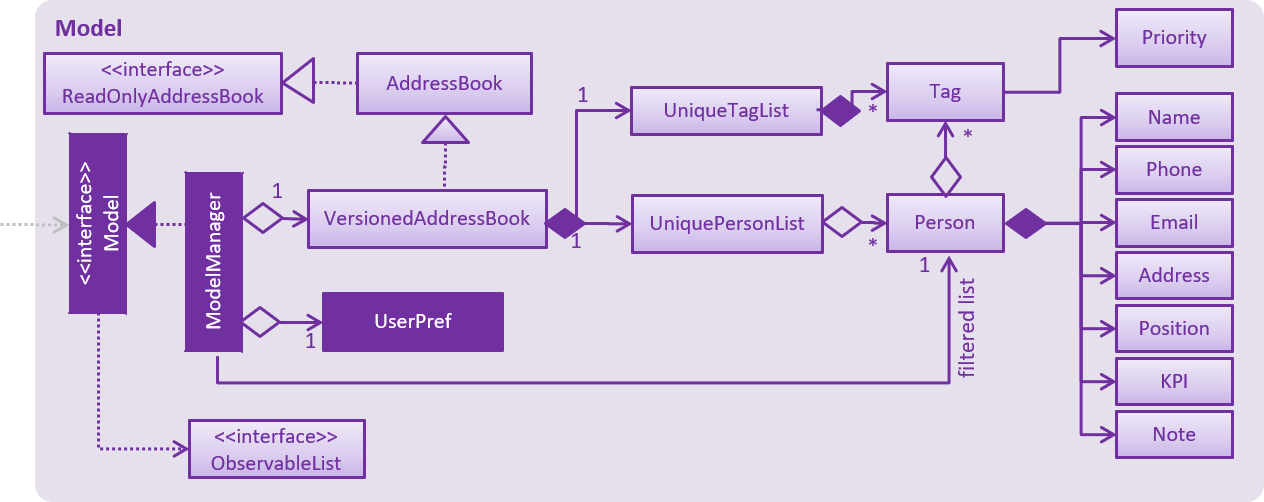 Model
<<interface>>
ReadOnlyAddressBook
AddressBook
<<interface>>
Model
ModelManager
1
VersionedAddressBook
1
UniqueTagList
*
Tag
Priority
1
UniquePersonList
*
Person
*
1
filtered list
Name
Phone
Email
Address
Position
KPI
Note
1
UserPref
<<interface>>
ObservableList